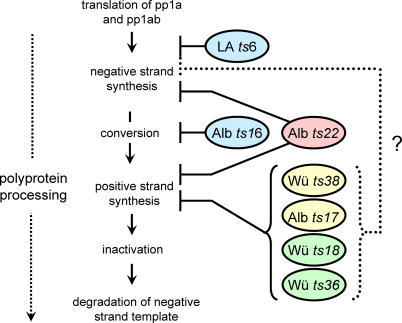 translation of pp1a
and pp1ab
LA ts6
negative strand
synthesis
conversion
Alb ts16
Alb ts22
?
polyprotein
processing
positive strand
synthesis
Wü ts38
Alb ts17
Wü ts18
Wü ts36
inactivation
degradation of negative
strand template